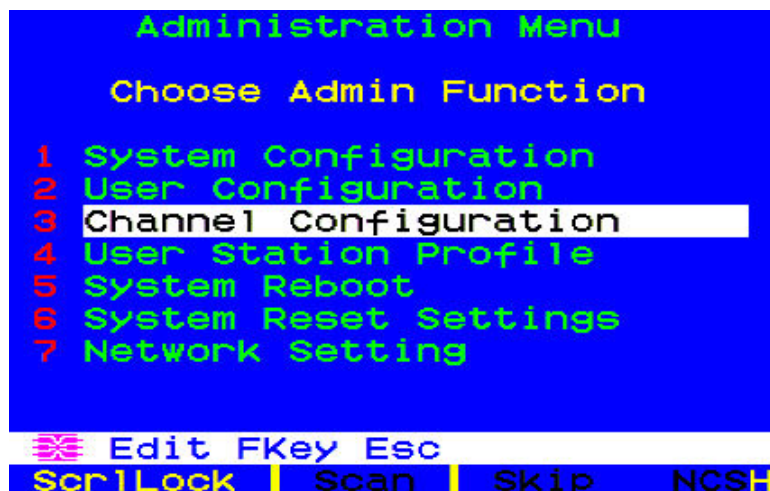 Administration Menu
Choose Admin Function
1 System Configuration
2 User Configuration
3 Channel Configuration
4 User Station Profile
5 System Reboot
6 System Reset Settings
7 Network Setting
Edit FKey Esc
ScrlLock Scan Skip NCSH